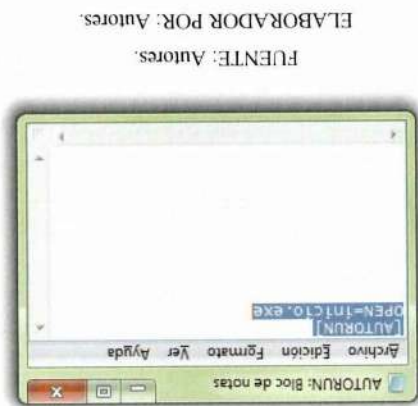 AUTORUN: Bloc de notas
Archivo Edición Formato Ver Ayuda
[AUTORUN]
OPEN=inicio.exe
FUENTE: Autores.
ELABORADOR POR: Autores.